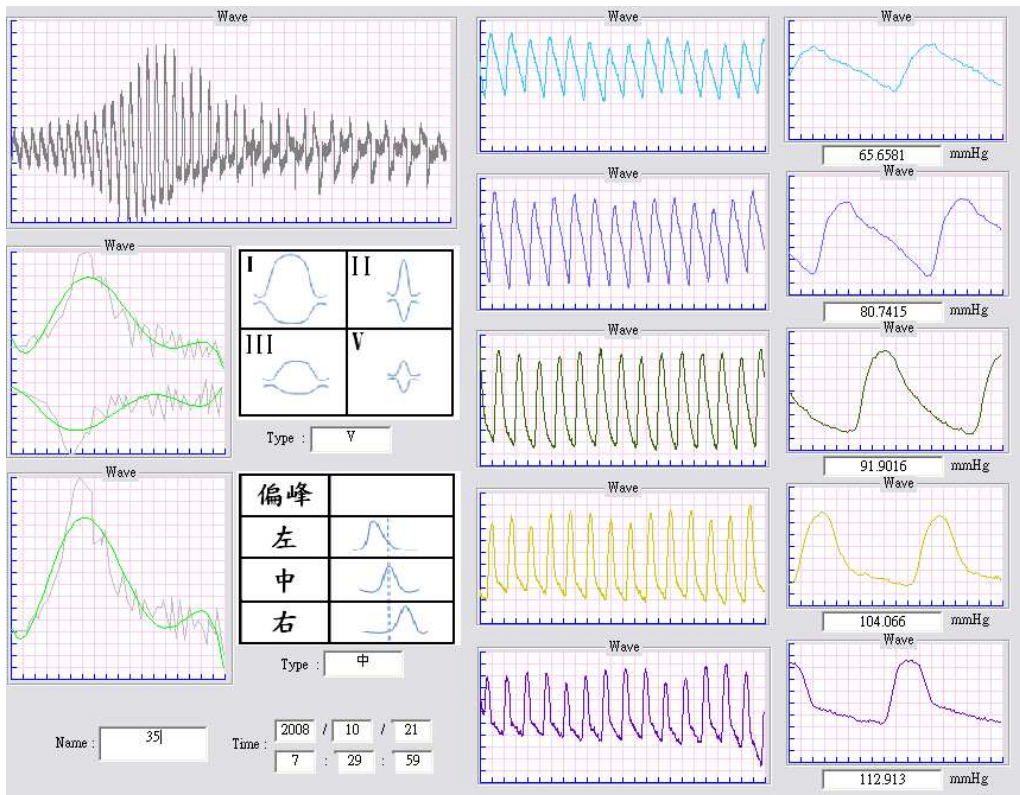 Wave
Wave
I
II
III
V
Type : V
Wave
偏峰
左
中
右
Type : 中
Name : 35
Time : 2008 / 10 / 21
7 : 29 : 59
Wave
Wave
65.6581 mmHg
Wave
Wave
80.7415 mmHg
Wave
Wave
91.9016 mmHg
Wave
Wave
104.066 mmHg
Wave
Wave
112.913 mmHg